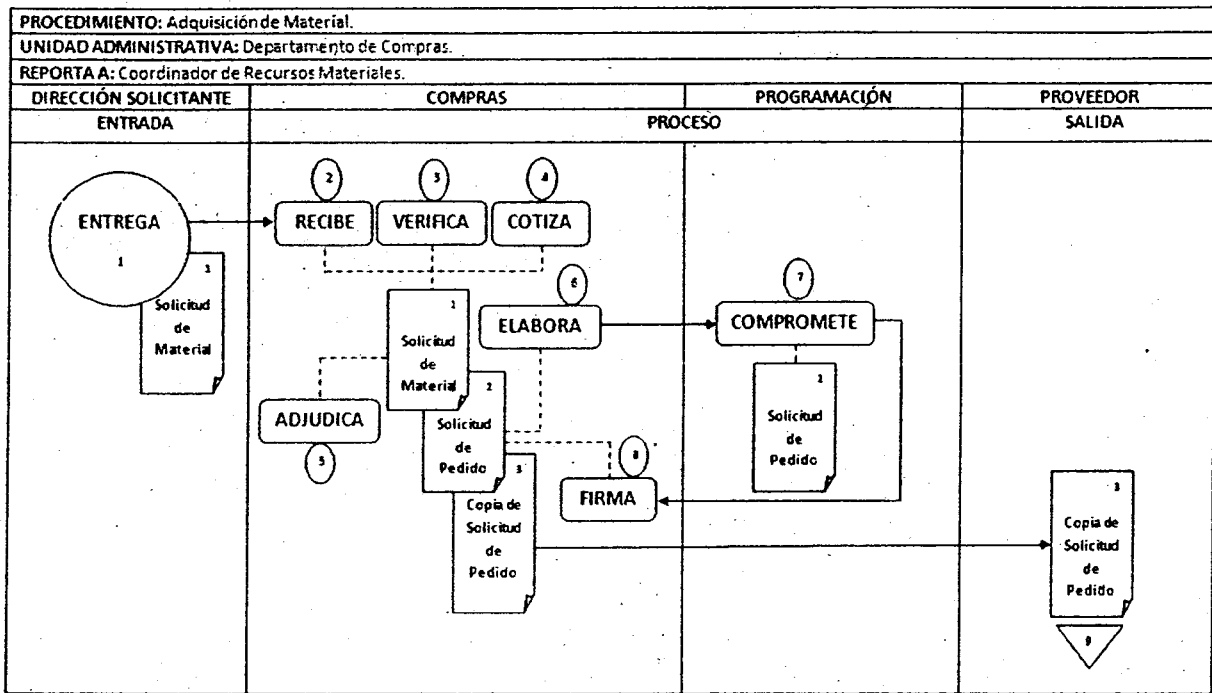 PROCEDIMIENTO: Adquisición de Material.
UNIDAD ADMINISTRATIVA: Departamento de Compras.
REPORTA A: Coordinador de Recursos Materiales.
DIRECCIÓN SOLICITANTE COMPRAS PROGRAMACIÓN PROVEEDOR
ENTRADA PROCESO SALIDA
2 3 4
ENTREGA RECIBE VERIFICA COTIZA
1
1
Solicitud
de
Material
6
ELABORA
7
COMPROMETE
1
Solicitud
de
Material
ADJUDICA
5
2
Solicitud
de
Pedido
8
FIRMA
3
Copia de
Solicitud
de
Pedido
2
Solicitud
de
Pedido
3
Copia de
Solicitud
de
Pedido
9